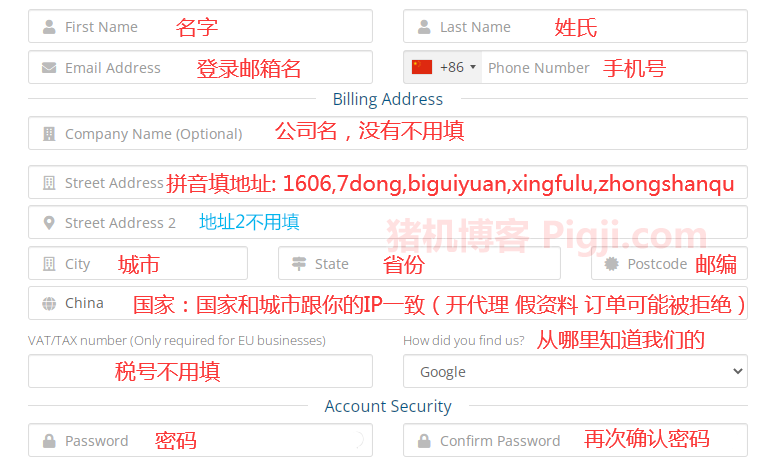 First Name 名字 Last Name 姓氏
Email Address 登录邮箱名 +86 Phone Number 手机号
Billing Address
Company Name (Optional) 公司名，没有不用填
Street Address 拼音填地址: 1606,7dong,biguiyuan,xingfulu,zhongshanqu
Street Address 2 地址2不用填
猪机博客 Pigji.com
City 城市 State 省份 Postcode 邮编
China 国家：国家和城市跟你的IP一致（开代理 假资料 订单可能被拒绝）
VAT/TAX number (Only required for EU businesses) How did you find us? 从哪里知道我们的
税号不用填 Google
Account Security
Password 密码 Confirm Password 再次确认密码